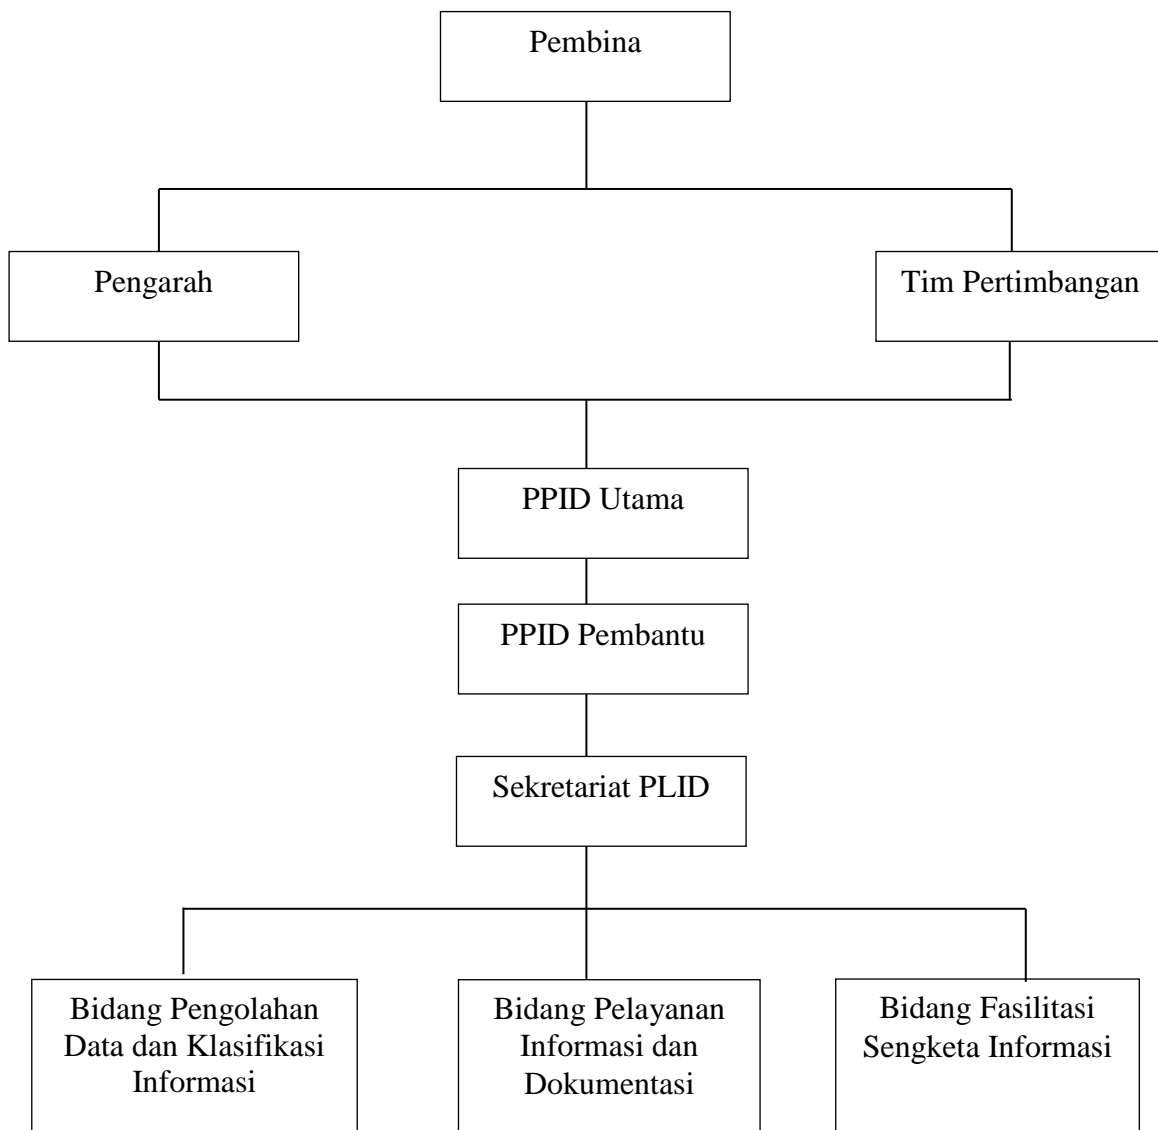 Pembina
Pengarah
Tim Pertimbangan
PPID Utama
PPID Pembantu
Sekretariat PLID
Bidang Pengolahan
Data dan Klasifikasi
Informasi
Bidang Pelayanan
Informasi dan
Dokumentasi
Bidang Fasilitasi
Sengketa Informasi